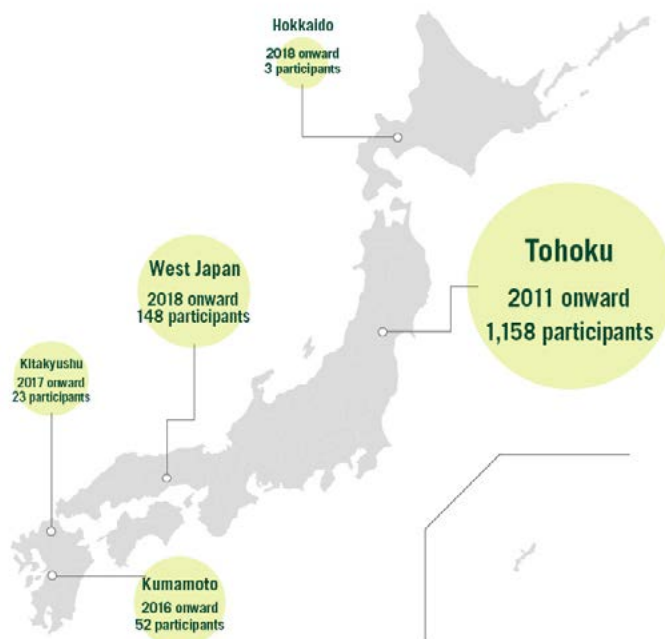 Hokkaido
2018 onward
3 participants
Tohoku
2011 onward
1,158 participants
West Japan
2018 onward
148 participants
Kitakyushu
2017 onward
23 participants
Kumamoto
2016 onward
52 participants